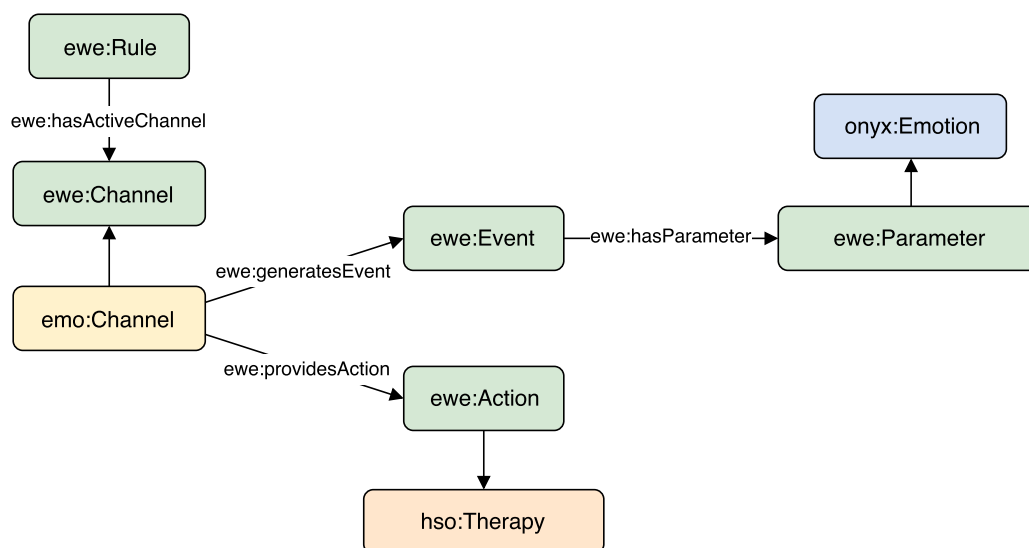 ewe:Rule
ewe:hasActiveChannel
onyx:Emotion
ewe:Channel
ewe:Event
ewe:hasParameter
ewe:Parameter
ewe:generatesEvent
emo:Channel
ewe:providesAction
ewe:Action
hso:Therapy